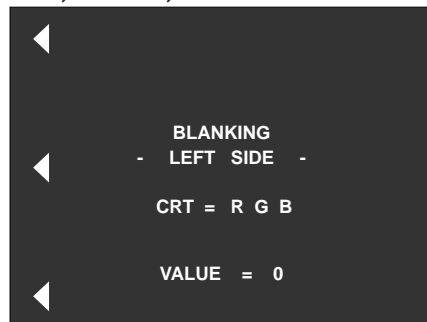 BLANKING
- LEFT SIDE -
CRT = R G B
VALUE = 0